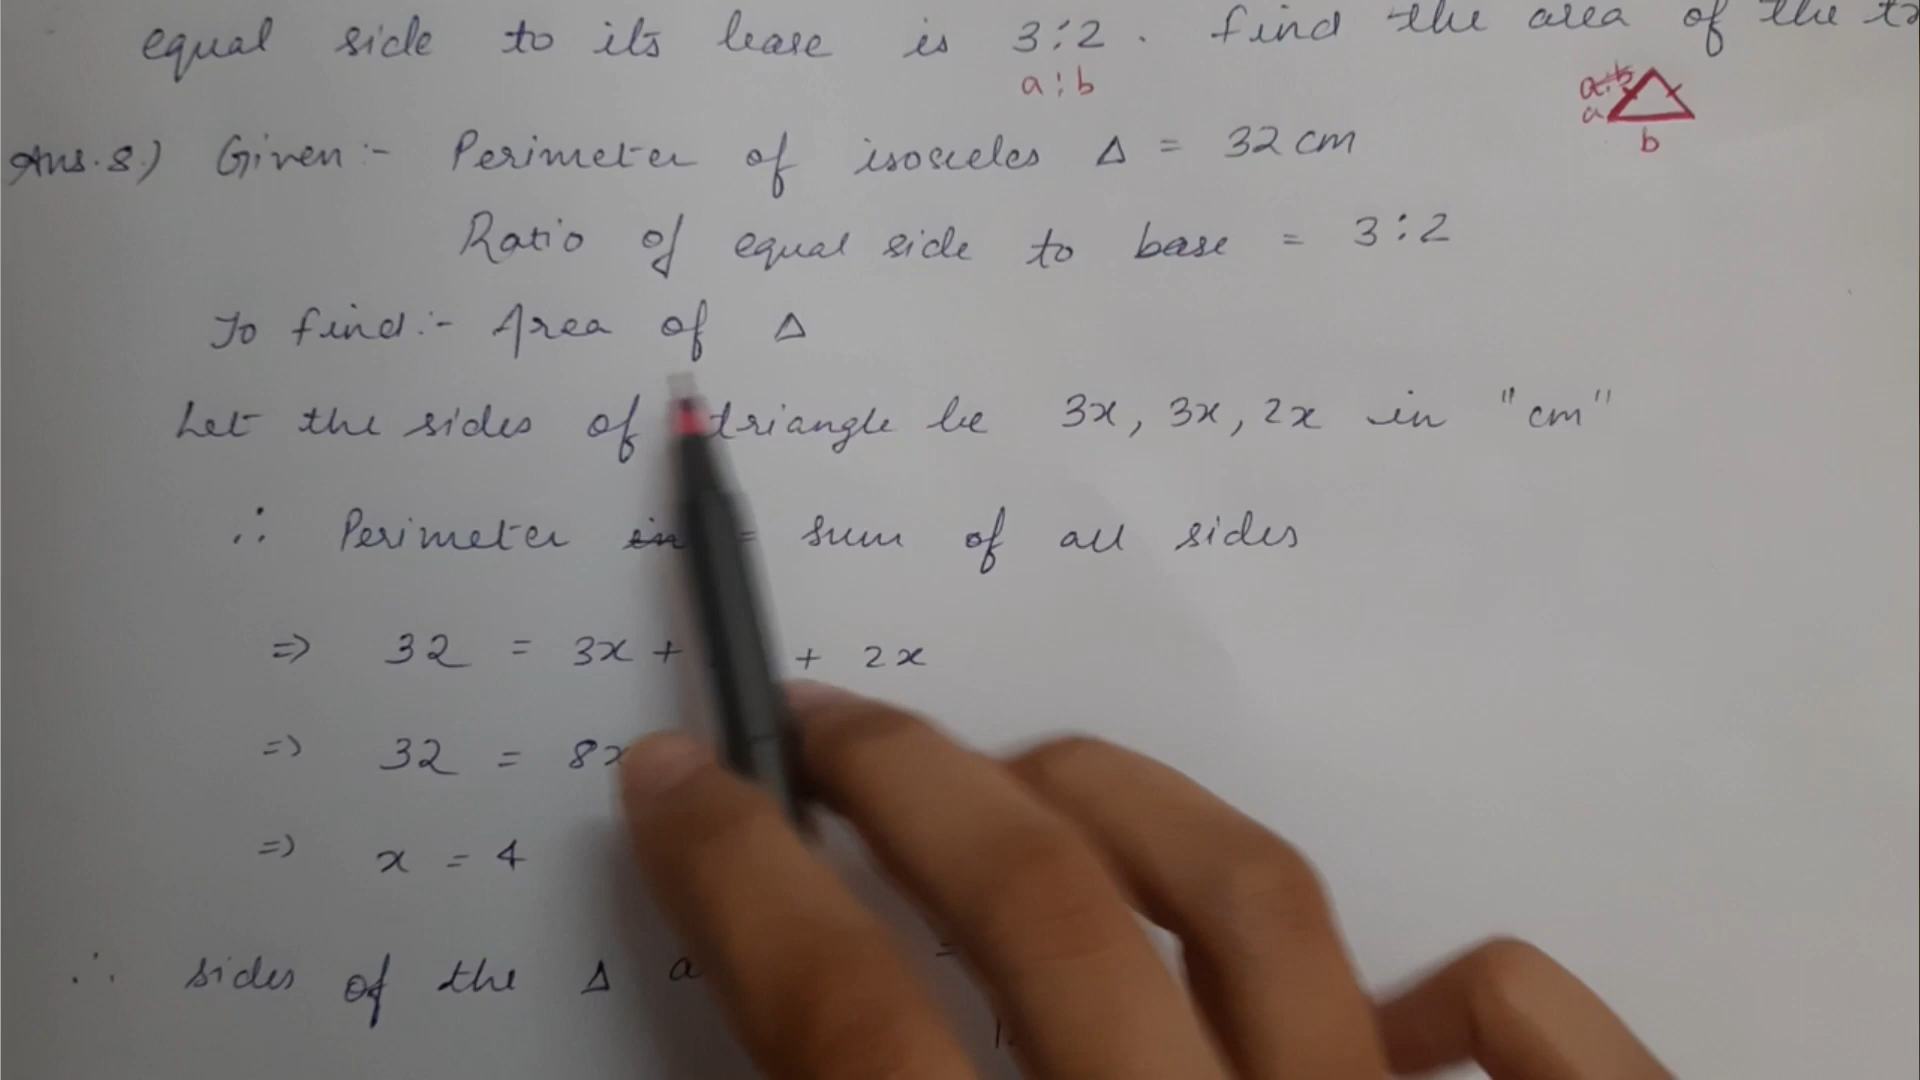 equal side to its base is 3:2. Find the area of the
a:b
a
b
Ans.8.) Given:- Perimeter of isosceles Δ = 32 cm
Ratio of equal side to base = 3:2
To find:- Area of Δ
Let the sides of triangle be 3x, 3x, 2x in "cm"
∴ Perimeter = sum of all sides
=> 32 = 3x + + 2x
=> 32 = 8x
=> x = 4
∴ sides of the Δ a